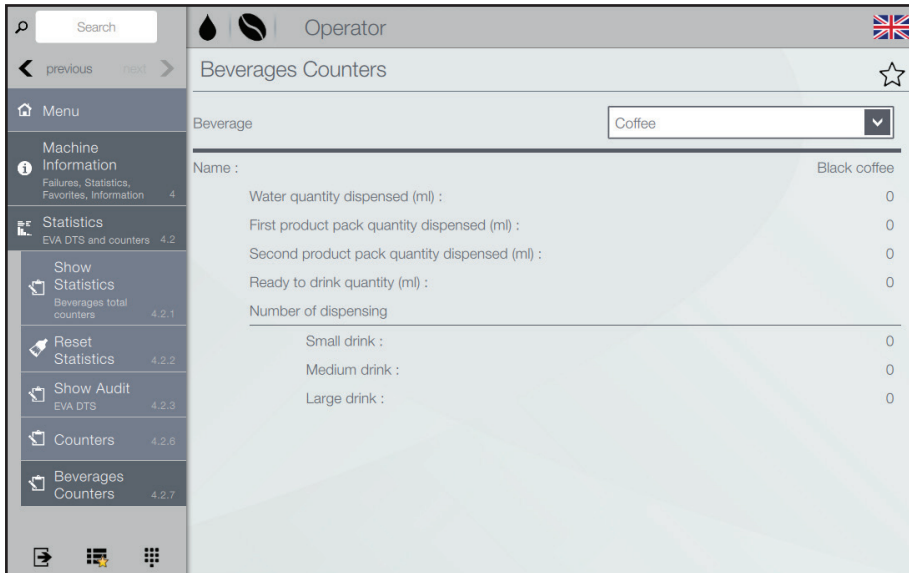 Search
Operator
previous next
Beverages Counters
Menu
Beverage
Coffee
Machine
Information
Failures, Statistics,
Favorites, Information 4
Statistics
EVA DTS and counters 4.2
Show
Statistics
Beverages total
counters 4.2.1
Reset
Statistics 4.2.2
Show Audit
EVA DTS 4.2.3
Counters 4.2.6
Beverages
Counters 4.2.7
Name : Black coffee
Water quantity dispensed (ml) : 0
First product pack quantity dispensed (ml) : 0
Second product pack quantity dispensed (ml) : 0
Ready to drink quantity (ml) : 0
Number of dispensing
Small drink : 0
Medium drink : 0
Large drink : 0